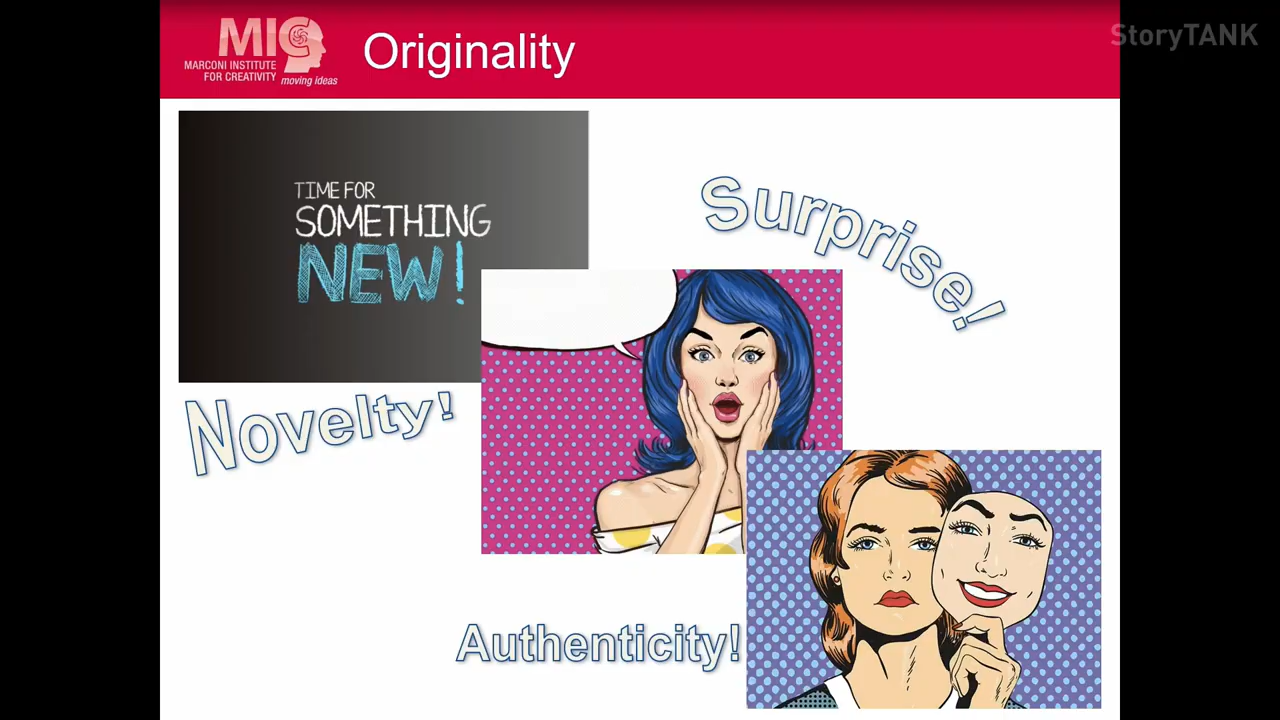 MIC
MARCONI INSTITUTE
FOR CREATIVITY
moving ideas
Originality
StoryTANK
TIME FOR
SOMETHING
NEW!
Surprise!
Novelty!
Authenticity!